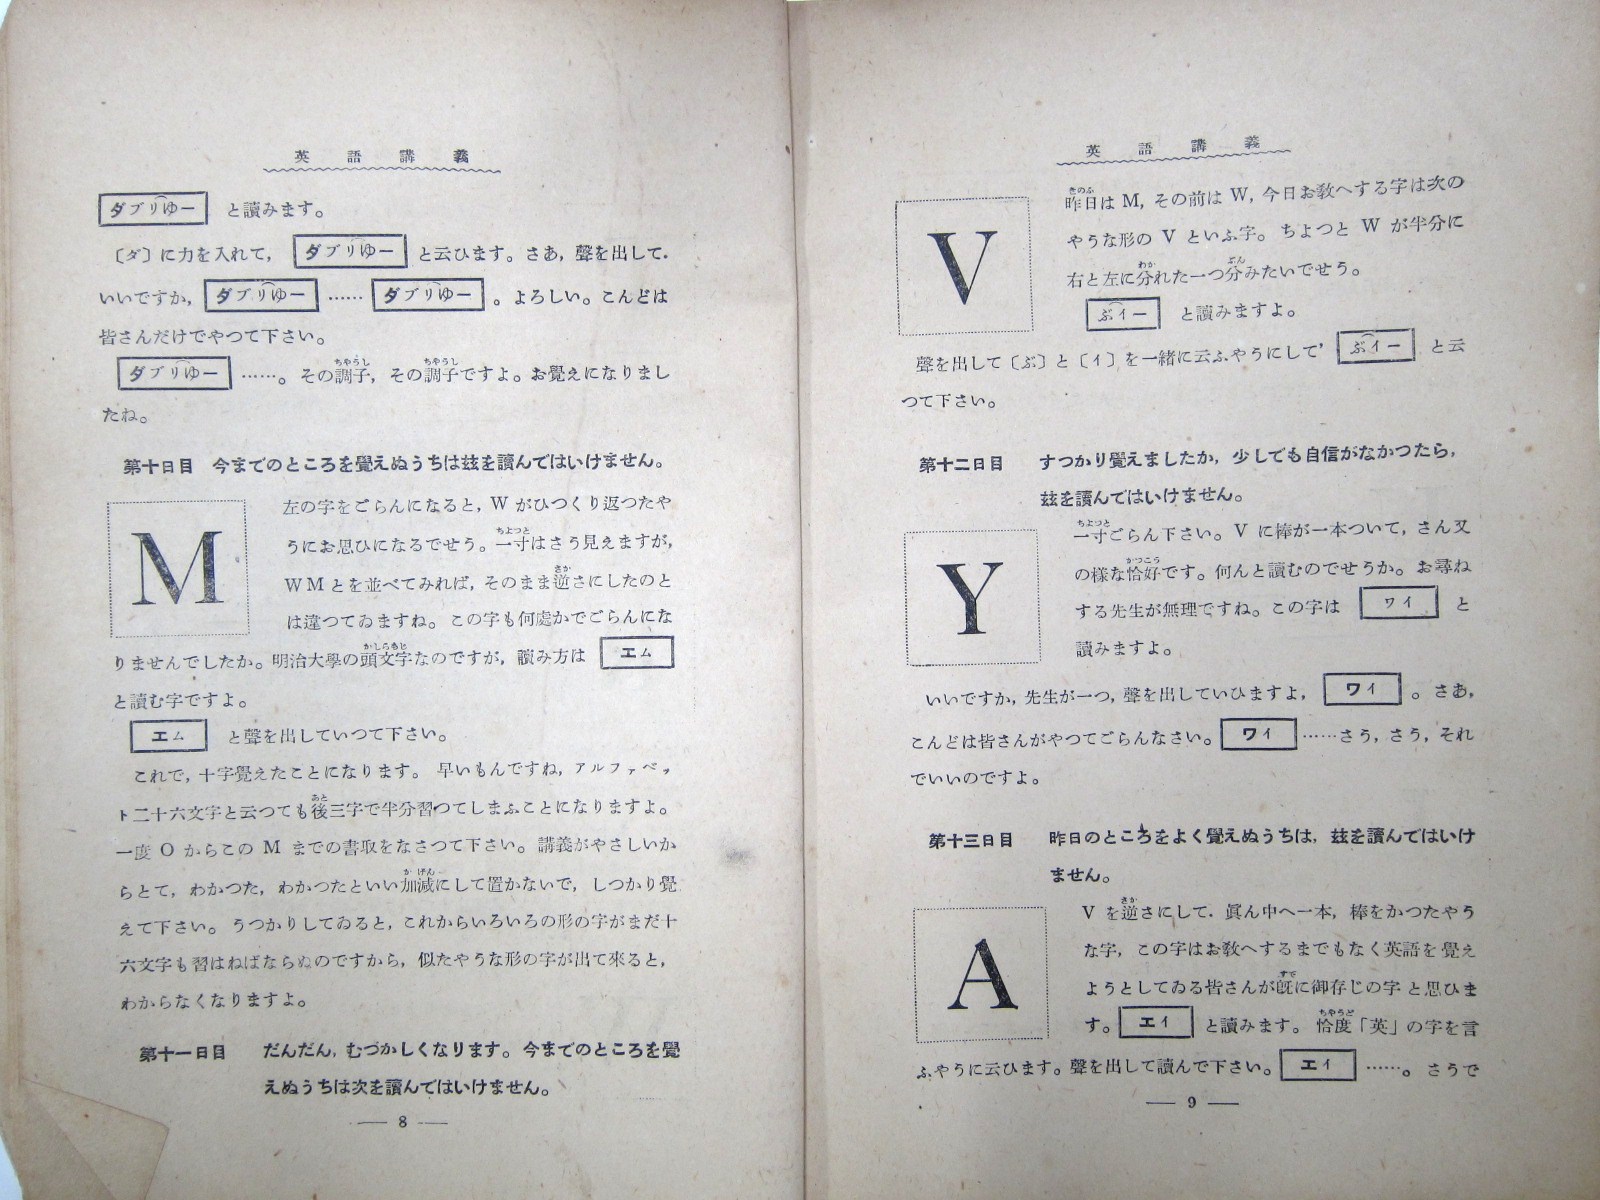 英語講義
ダブリゆー と讀みます。
〔ダ〕に力を入れて, ダブリゆー と云ひます。さあ, 聲を出して.
いいですか, ダブリゆー …… ダブリゆー 。よろしい。こんどは
皆さんだけでやつて下さい。
ダブリゆー ……。その調子, その調子ですよ。お覺えになりまし
たね。
第十日目 今までのところを覺えぬうちは玆を讀んではいけません。
M
左の字をごらんになると, W がひつくり返つたや
うにお思ひになるでせう。一寸はさう見えますが,
W M とを並べてみれば, そのまま逆さにしたのと
は違つてゐますね。この字も何處かでごらんにな
りませんでしたか。明治大學の頭文字なのですが, 讀み方は エム
と讀む字ですよ。
エム と聲を出していつて下さい。
これで, 十字覺えたことになります。 早いもんですね, アルファベッ
ト二十六文字と云つても後三字で半分習つてしまふことになりますよ。
一度 O からこの M までの書取をなさつて下さい。講義がやさしいか
らとて, わかつた, わかつたといい加減にして置かないで, しつかり覺
えて下さい。 うつかりしてゐると, これからいろいろの形の字がまだ十
六文字も習はねばならぬのですから, 似たやうな形の字が出て來ると,
わからなくなりますよ。
第十一日目 だんだん, むづかしくなります。今までのところを覺
えぬうちは次を讀んではいけません。
— 8 —
英語講義
V
昨日は M, その前は W, 今日お敎へする字は次の
やうな形の V といふ字。 ちよつと W が半分に
右と左に分れた一つ分みたいでせう。
ぶイー と讀みますよ。
聲を出して〔ぶ〕と〔イ〕を一緒に云ふやうにして’ ぶイー と云
つて下さい。
第十二日目 すつかり覺えましたか, 少しでも自信がなかつたら,
玆を讀んではいけません。
Y
一寸ごらん下さい。V に棒が一本ついて, さん又
の樣な恰好です。何んと讀むのでせうか。お尋ね
する先生が無理ですね。この字は ワイ と
讀みますよ。
いいですか, 先生が一つ, 聲を出していひますよ, ワイ 。さあ,
こんどは皆さんがやつてごらんなさい。 ワイ ……さう, さう, それ
でいいのですよ。
第十三日目 昨日のところをよく覺えぬうちは, 玆を讀んではいけ
ません。
A
V を逆さにして. 眞ん中へ一本, 棒をかつたやう
な字, この字はお敎へするまでもなく英語を覺え
ようとしてゐる皆さんが旣に御存じの字と思ひま
す。 エイ と讀みます。 恰度「英」の字を言
ふやうに云ひます。聲を出して讀んで下さい。 エイ ……。さうで
— 9 —